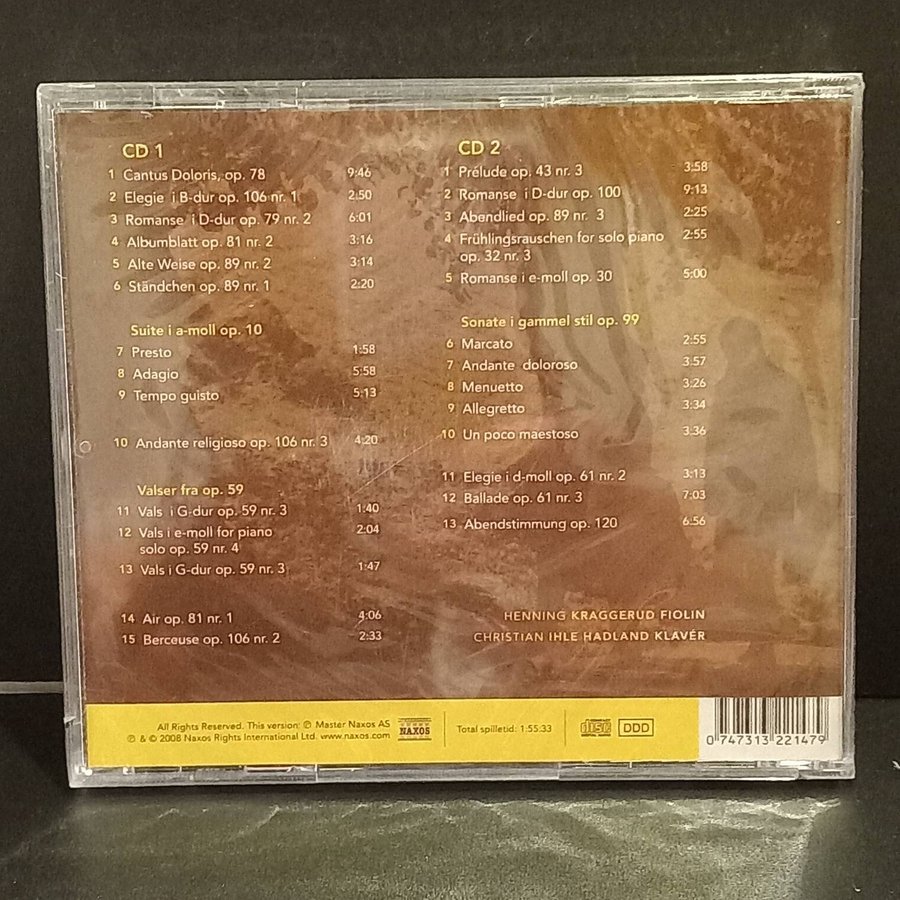 CD 1
1 Cantus Doloris, op. 78 9:46
2 Elegie i B-dur op. 106 nr. 1 2:50
3 Romanse i D-dur op. 79 nr. 2 6:01
4 Albumblatt op. 81 nr. 2 3:16
5 Alte Weise op. 89 nr. 2 3:14
6 Ständchen op. 89 nr. 1 2:20
Suite i a-moll op. 10
7 Presto 1:58
8 Adagio 5:58
9 Tempo guisto 5:13
10 Andante religioso op. 106 nr. 3 4:20
Valser fra op. 59
11 Vals i G-dur op. 59 nr. 3 1:40
12 Vals i e-moll for piano 2:04
solo op. 59 nr. 4
13 Vals i G-dur op. 59 nr. 3 1:47
14 Air op. 81 nr. 1 4:06
15 Berceuse op. 106 nr. 2 2:33
CD 2
1 Prélude op. 43 nr. 3 3:58
2 Romanse i D-dur op. 100 9:13
3 Abendlied op. 89 nr. 3 2:25
4 Frühlingsrauschen for solo piano 2:55
op. 32 nr. 3
5 Romanse i e-moll op. 30 5:00
Sonate i gammel stil op. 99
6 Marcato 2:55
7 Andante doloroso 3:57
8 Menuetto 3:26
9 Allegretto 3:34
10 Un poco maestoso 3:36
11 Elegie i d-moll op. 61 nr. 2 3:13
12 Ballade op. 61 nr. 3 7:03
13 Abendstimmung op. 120 6:56
HENNING KRAGGERUD FIOLIN
CHRISTIAN IHLE HADLAND KLAVÉR
All Rights Reserved. This version: ℗ Master Naxos AS
℗ & © 2008 Naxos Rights International Ltd. www.naxos.com
NAXOS
Total spilletid: 1:55:33
disc
DDD
0 747313 221479